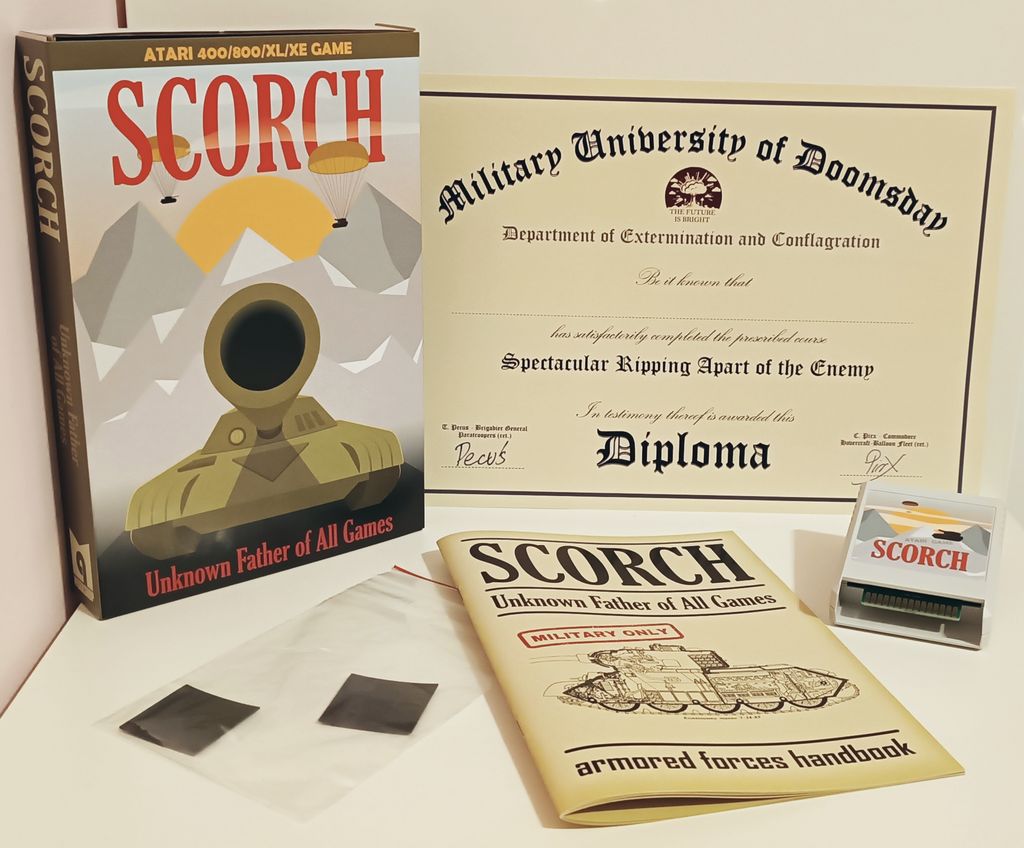 ATARI 400/800/XL/XE GAME
SCORCH
Unknown Father of All Games
SCORCH
Unknown Father
of All Games
Military University of Doomsday
THE FUTURE
IS BRIGHT
Department of Extermination and Conflagration
Be it known that
has satisfactorily completed the prescribed course
Spectacular Ripping Apart of the Enemy
In testimony thereof is awarded this
Diploma
T. Pecus - Brigadier General
Paratroopers (ret.)
Pecus
C. Pirx - Commodore
Hovercraft-Balloon Fleet (ret.)
Pirx
SCORCH
Unknown Father of All Games
MILITARY ONLY
armored forces handbook
ATARI GAME
SCORCH